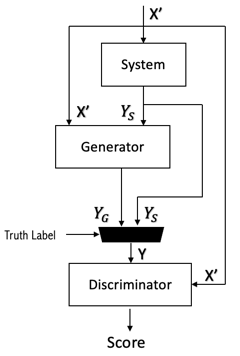 X'
System
X' Y_S
Generator
Y_G Y_S
Truth Label
Y
X'
Discriminator
Score